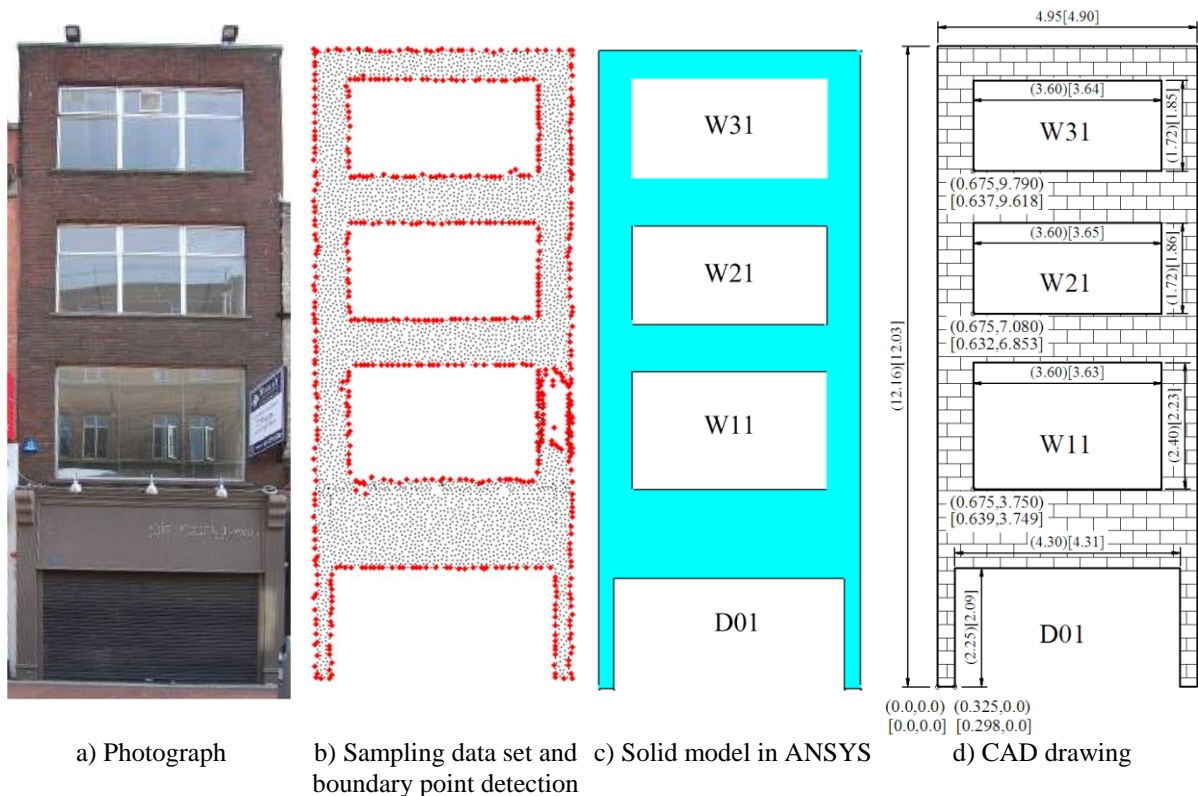 4.95[4.90]
(12.16)[12.03]
W31
(3.60)[3.64]
(1.72)[1.85]
W31
(0.675,9.790)
[0.637,9.618]
W21
(3.60)[3.65]
(1.72)[1.86]
W21
(0.675,7.080)
[0.632,6.853]
W11
(3.60)[3.63]
(2.40)[2.23]
W11
(0.675,3.750)
[0.639,3.749]
D01
(4.30)[4.31]
(2.25)[2.09]
D01
(0.0,0.0) (0.325,0.0)
[0.0,0.0] [0.298,0.0]
a) Photograph
b) Sampling data set and
boundary point detection
c) Solid model in ANSYS
d) CAD drawing